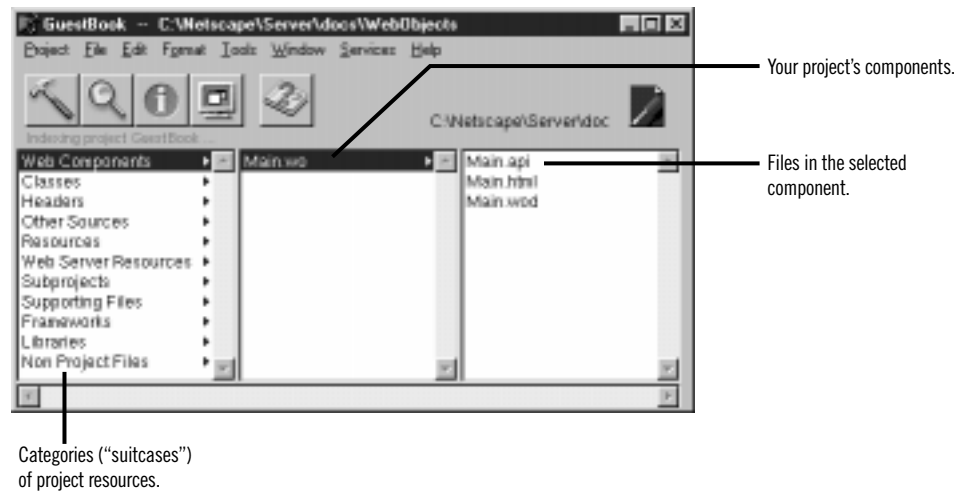 GuestBook -- C:\Netscape\Server\docs\WebObjects
Project File Edit Format Tools Window Services Help
Your project's components.
C:\Netscape\Server\doc
Indexing project GuestBook ...
Web Components
Classes
Headers
Other Sources
Resources
Web Server Resources
Subprojects
Supporting Files
Frameworks
Libraries
Non Project Files
Main.wo
Main.api
Main.html
Main.wod
Files in the selected
component.
Categories (“suitcases”)
of project resources.